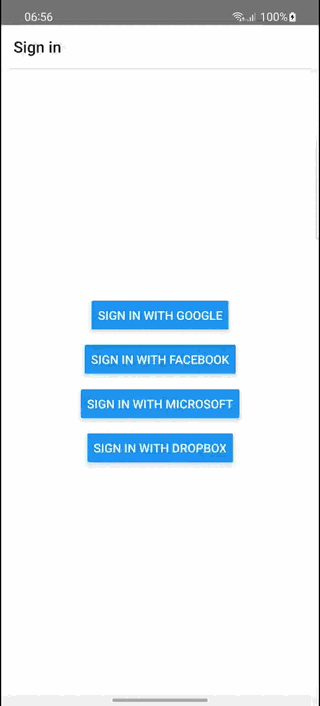 06:56 100%
Sign in
SIGN IN WITH GOOGLE
SIGN IN WITH FACEBOOK
SIGN IN WITH MICROSOFT
SIGN IN WITH DROPBOX